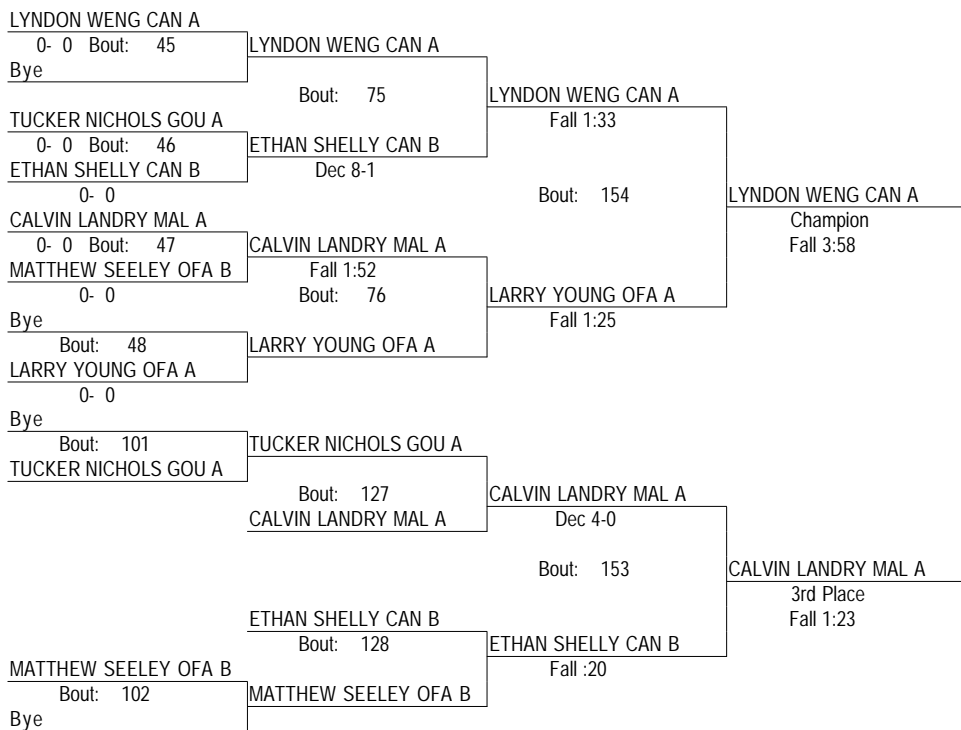 LYNDON WENG CAN A
0- 0 Bout: 45
LYNDON WENG CAN A
Bye
Bout: 75
LYNDON WENG CAN A
TUCKER NICHOLS GOU A
Fall 1:33
0- 0 Bout: 46
ETHAN SHELLY CAN B
ETHAN SHELLY CAN B
Dec 8-1
0- 0
Bout: 154
LYNDON WENG CAN A
CALVIN LANDRY MAL A
Champion
0- 0 Bout: 47
CALVIN LANDRY MAL A
Fall 3:58
MATTHEW SEELEY OFA B
Fall 1:52
0- 0
Bout: 76
LARRY YOUNG OFA A
Bye
Fall 1:25
Bout: 48
LARRY YOUNG OFA A
LARRY YOUNG OFA A
0- 0
Bye
Bout: 101
TUCKER NICHOLS GOU A
TUCKER NICHOLS GOU A
Bout: 127
CALVIN LANDRY MAL A
CALVIN LANDRY MAL A
Dec 4-0
Bout: 153
CALVIN LANDRY MAL A
3rd Place
ETHAN SHELLY CAN B
Fall 1:23
Bout: 128
ETHAN SHELLY CAN B
MATTHEW SEELEY OFA B
Fall :20
Bout: 102
MATTHEW SEELEY OFA B
Bye